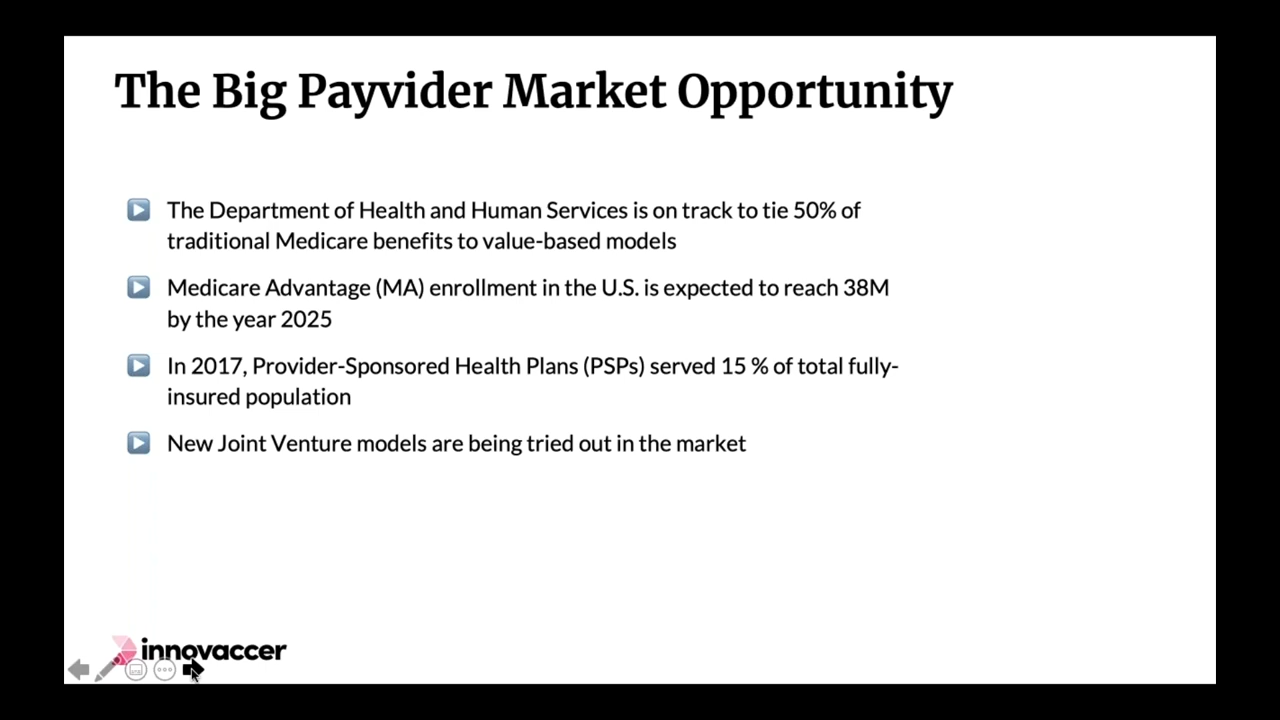 The Big Payvider Market Opportunity
The Department of Health and Human Services is on track to tie 50% of
traditional Medicare benefits to value-based models
Medicare Advantage (MA) enrollment in the U.S. is expected to reach 38M
by the year 2025
In 2017, Provider-Sponsored Health Plans (PSPs) served 15 % of total fully-
insured population
New Joint Venture models are being tried out in the market
innovaccer